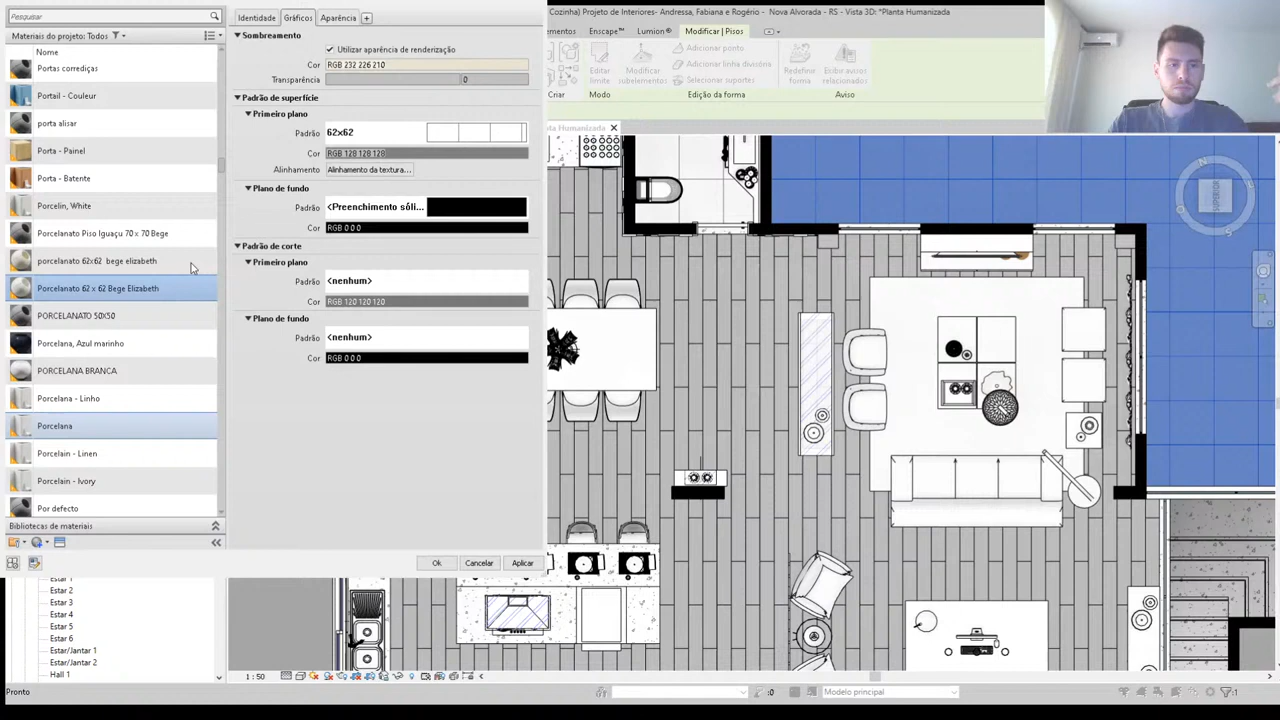 Pesquisar
Identidade Gráficos Aparência
Cozinha) Projeto de Interiores- Andressa, Fabiana e Rogério - Nova Alvorada - RS - Vista 3D: "Planta Humanizada
ementos Enscape™ Lumion® Modificar | Pisos
Materiais do projeto: Todos
Sombreamento
Utilizar aparência de renderização
Cor RGB 232 226 210
Transparência 0
Adicionar ponto
Adicionar linha divisória
Selecionar suportes
Editar limite
Modificar subelementos
Redefinir forma
Exibir avisos relacionados
Criar Modo Edição da forma Aviso
nta Humanizada
Nome
Portas corrediças
Portail - Couleur
porta alisar
Porta - Painel
Porta - Batente
Porcelin, White
Porcelanato Piso Iguaçu 70 x 70 Bege
porcelanato 62x62 bege elizabeth
Porcelanato 62 x 62 Bege Elizabeth
PORCELANATO 50X50
Porcelana, Azul marinho
PORCELANA BRANCA
Porcelana - Linho
Porcelana
Porcelain - Linen
Porcelain - Ivory
Por defecto
Bibliotecas de materiais
Padrão de superfície
Primeiro plano
Padrão 62x62
Cor RGB 128 128 128
Alinhamento Alinhamento da textura...
Plano de fundo
Padrão <Preenchimento sóli...
Cor RGB 0 0 0
Padrão de corte
Primeiro plano
Padrão <nenhum>
Cor RGB 120 120 120
Plano de fundo
Padrão <nenhum>
Cor RGB 0 0 0
Ok Cancelar Aplicar
SUPERIOR
Estar 1
Estar 2
Estar 3
Estar 4
Estar 5
Estar 6
Estar/Jantar 1
Estar/Jantar 2
Hall 1
1 : 50
Pronto
:0
Modelo principal
:1